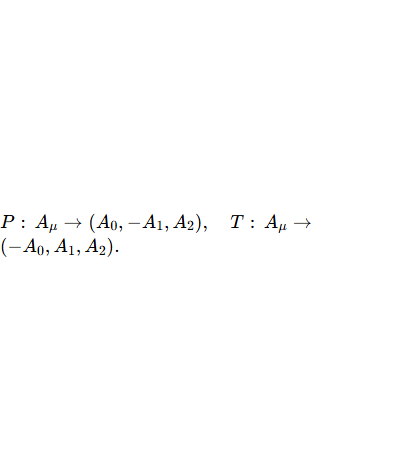 P : A_μ → (A_0, −A_1, A_2), T : A_μ →
(−A_0, A_1, A_2).